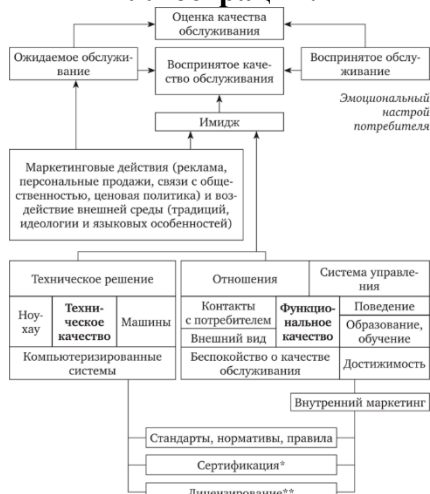 Оценка качества
обслуживания
Ожидаемое обслужи-
вание
Воспринятое каче-
ство обслуживания
Воспринятое обслу-
живание
Эмоциональный
настрой
потребителя
Имидж
Маркетинговые действия (реклама,
персональные продажи, связи с обще-
ственностью, ценовая политика) и воз-
действие внешней среды (традиций,
идеологии и языковых особенностей)
Техническое решение
Ноу-
хау
Техни-
ческое
качество
Машины
Компьютеризированные
системы
Отношения
Система управле-
ния
Контакты
с потребителем
Внешний вид
Функцио-
нальное
качество
Поведение
Образование,
обучение
Беспокойство о качестве
обслуживания
Достижимость
Внутренний маркетинг
Стандарты, нормативы, правила
Сертификация*
Лицензирование**